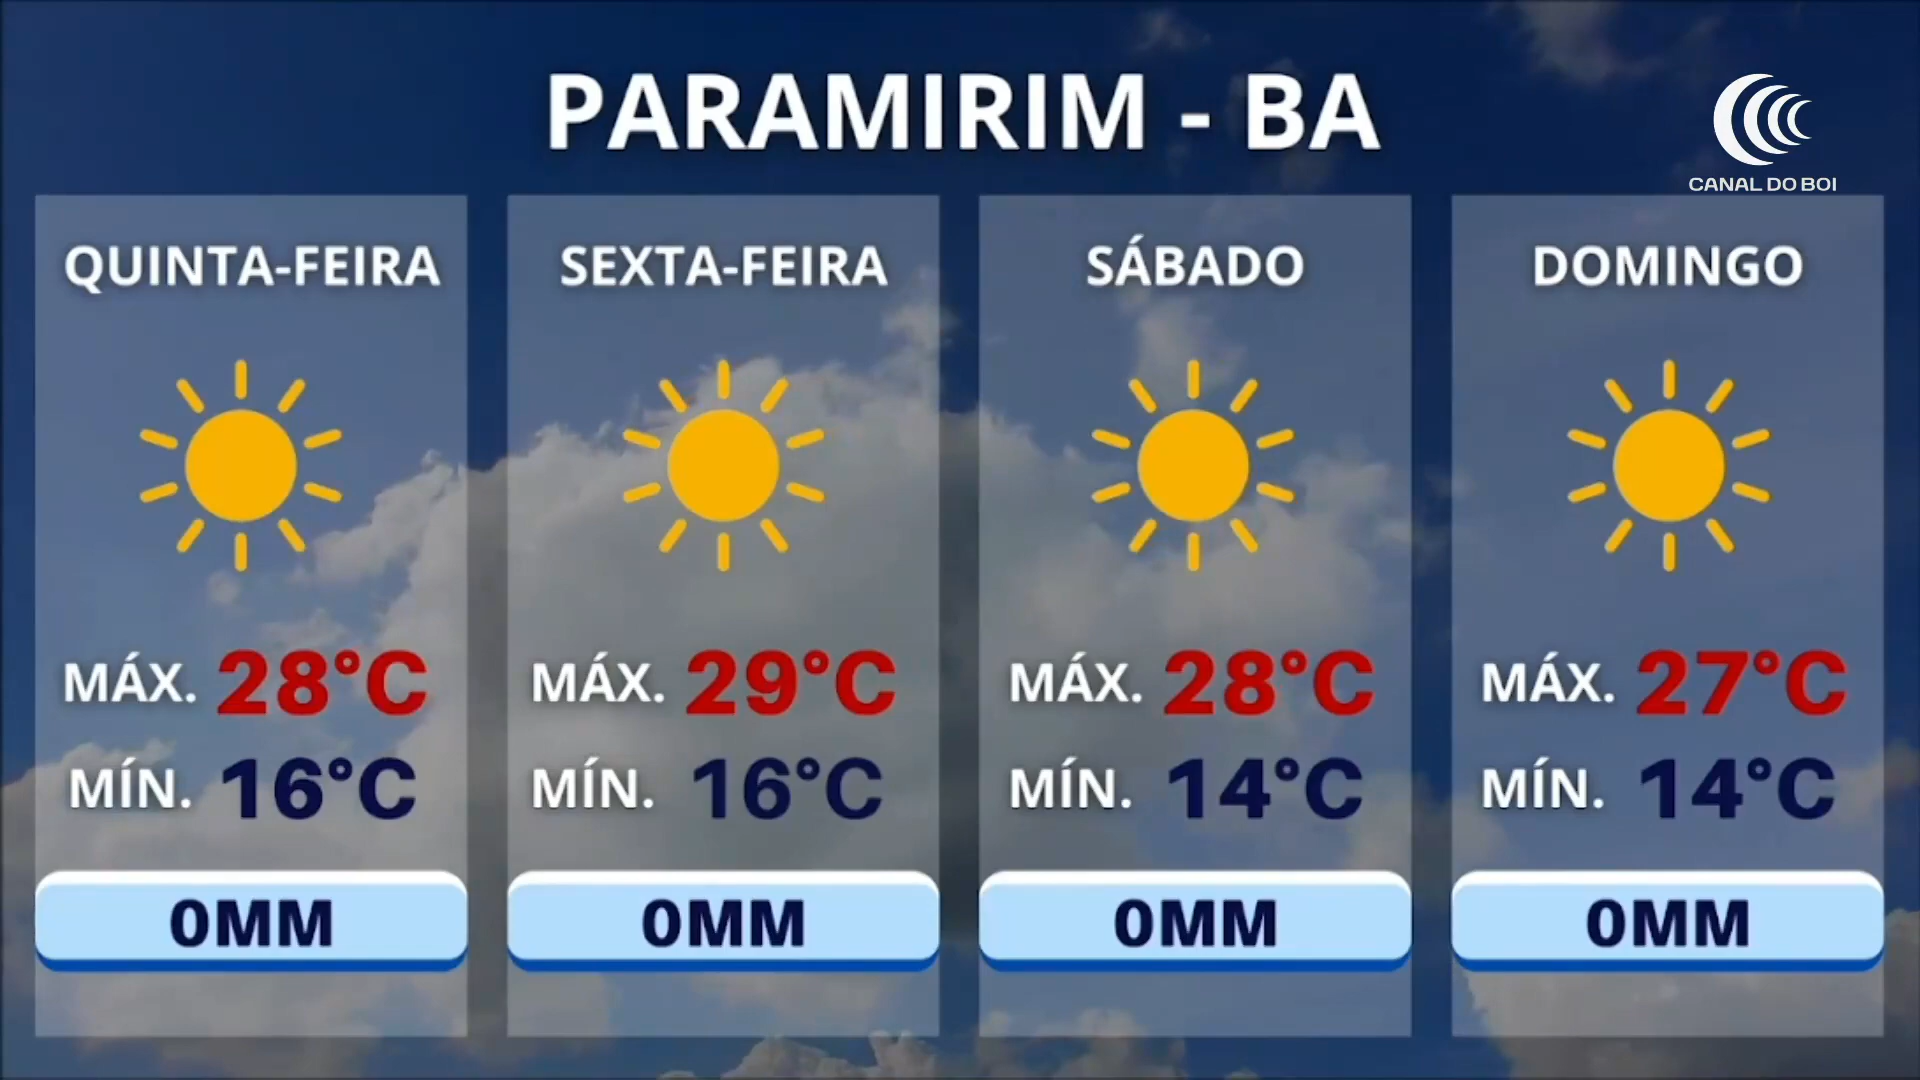 PARAMIRIM - BA
CANAL DO BOI
QUINTA-FEIRA
MÁX. 28°C
MÍN. 16°C
0MM
SEXTA-FEIRA
MÁX. 29°C
MÍN. 16°C
0MM
SÁBADO
MÁX. 28°C
MÍN. 14°C
0MM
DOMINGO
MÁX. 27°C
MÍN. 14°C
0MM